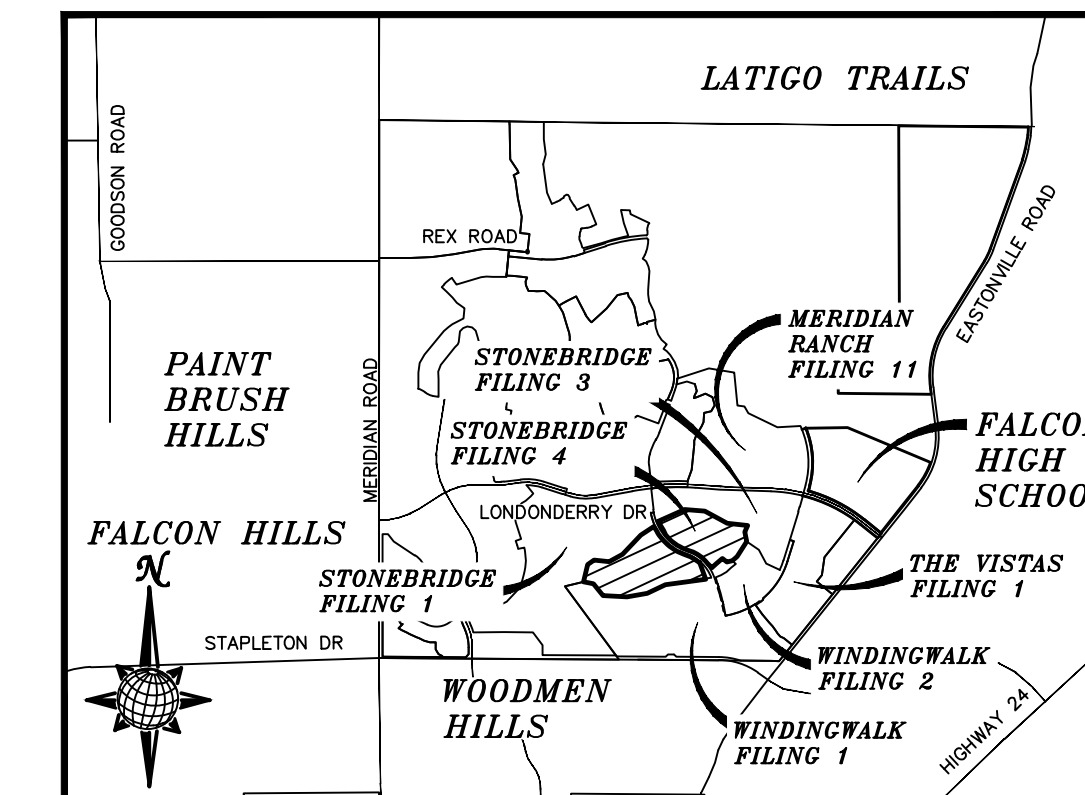 LATIGO TRAILS
GOODSON ROAD
REX ROAD
EASTONVILLE ROAD
MERIDIAN
RANCH
FILING 11
STONEBRIDGE
FILING 3
PAINT
BRUSH
HILLS
MERIDIAN ROAD
STONEBRIDGE
FILING 4
FALCO
HIGH
SCHOO
LONDONDERRY DR
FALCON HILLS
N
STONEBRIDGE
FILING 1
THE VISTAS
FILING 1
STAPLETON DR
WINDINGWALK
FILING 2
WOODMEN
HILLS
WINDINGWALK
FILING 1
HIGHWAY 24